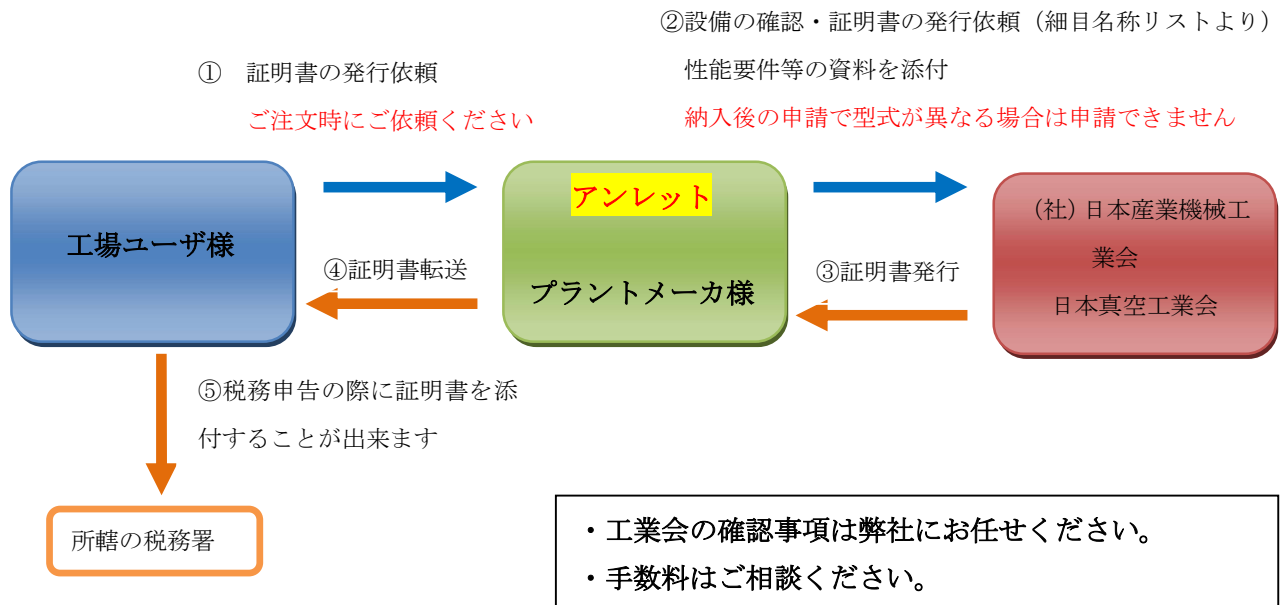 ②設備の確認・証明書の発行依頼（細目名称リストより）
性能要件等の資料を添付
納入後の申請で型式が異なる場合は申請できません
①　証明書の発行依頼
ご注文時にご依頼ください
工場ユーザ様
アンレット
プラントメーカ様
（社）日本産業機械工
業会
日本真空工業会
④証明書転送
③証明書発行
⑤税務申告の際に証明書を添
付することが出来ます
所轄の税務署
・工業会の確認事項は弊社にお任せください。
・手数料はご相談ください。